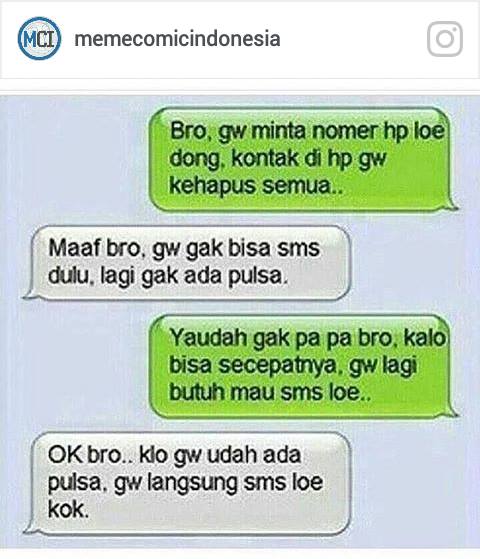 MCI memecomicindonesia
Bro, gw minta nomer hp loe
dong, kontak di hp gw
kehapus semua..
Maaf bro, gw gak bisa sms
dulu, lagi gak ada pulsa.
Yaudah gak pa pa bro, kalo
bisa secepatnya, gw lagi
butuh mau sms loe..
OK bro.. klo gw udah ada
pulsa, gw langsung sms loe
kok.